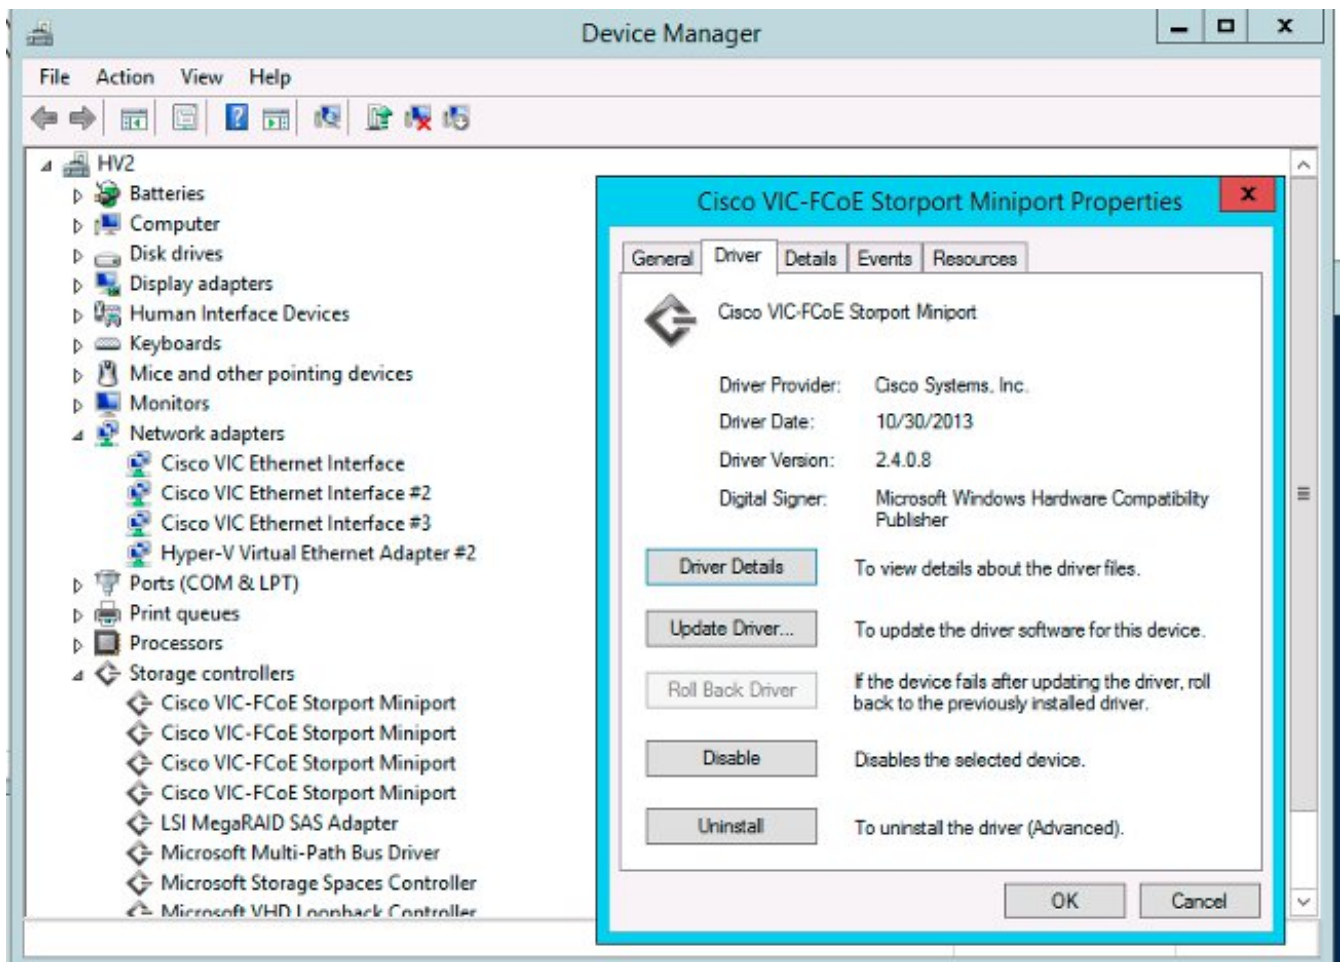 Device Manager
File Action View Help
HV2
Batteries
Computer
Disk drives
Display adapters
Human Interface Devices
Keyboards
Mice and other pointing devices
Monitors
Network adapters
Cisco VIC Ethernet Interface
Cisco VIC Ethernet Interface #2
Cisco VIC Ethernet Interface #3
Hyper-V Virtual Ethernet Adapter #2
Ports (COM & LPT)
Print queues
Processors
Storage controllers
Cisco VIC-FCoE Storport Miniport
Cisco VIC-FCoE Storport Miniport
Cisco VIC-FCoE Storport Miniport
Cisco VIC-FCoE Storport Miniport
LSI MegaRAID SAS Adapter
Microsoft Multi-Path Bus Driver
Microsoft Storage Spaces Controller
Microsoft VHD Loopback Controller
Cisco VIC-FCoE Storport Miniport Properties
x
General Driver Details Events Resources
Cisco VIC-FCoE Storport Miniport
Driver Provider: Cisco Systems, Inc.
Driver Date: 10/30/2013
Driver Version: 2.4.0.8
Digital Signer: Microsoft Windows Hardware Compatibility
Publisher
Driver Details To view details about the driver files.
Update Driver... To update the driver software for this device.
Roll Back Driver If the device fails after updating the driver, roll
back to the previously installed driver.
Disable Disables the selected device.
Uninstall To uninstall the driver (Advanced).
OK Cancel